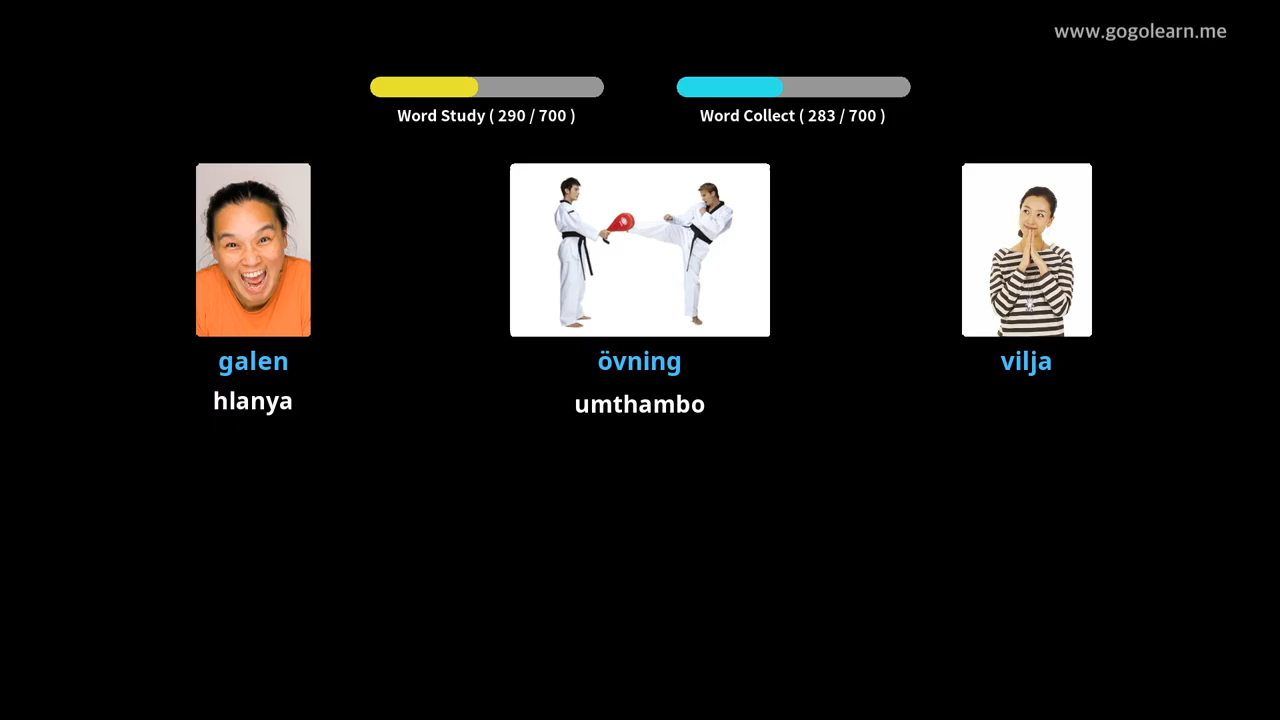 www.gogolearn.me
Word Study ( 290 / 700 )
Word Collect ( 283 / 700 )
galen
övning
vilja
hlanya
umthambo